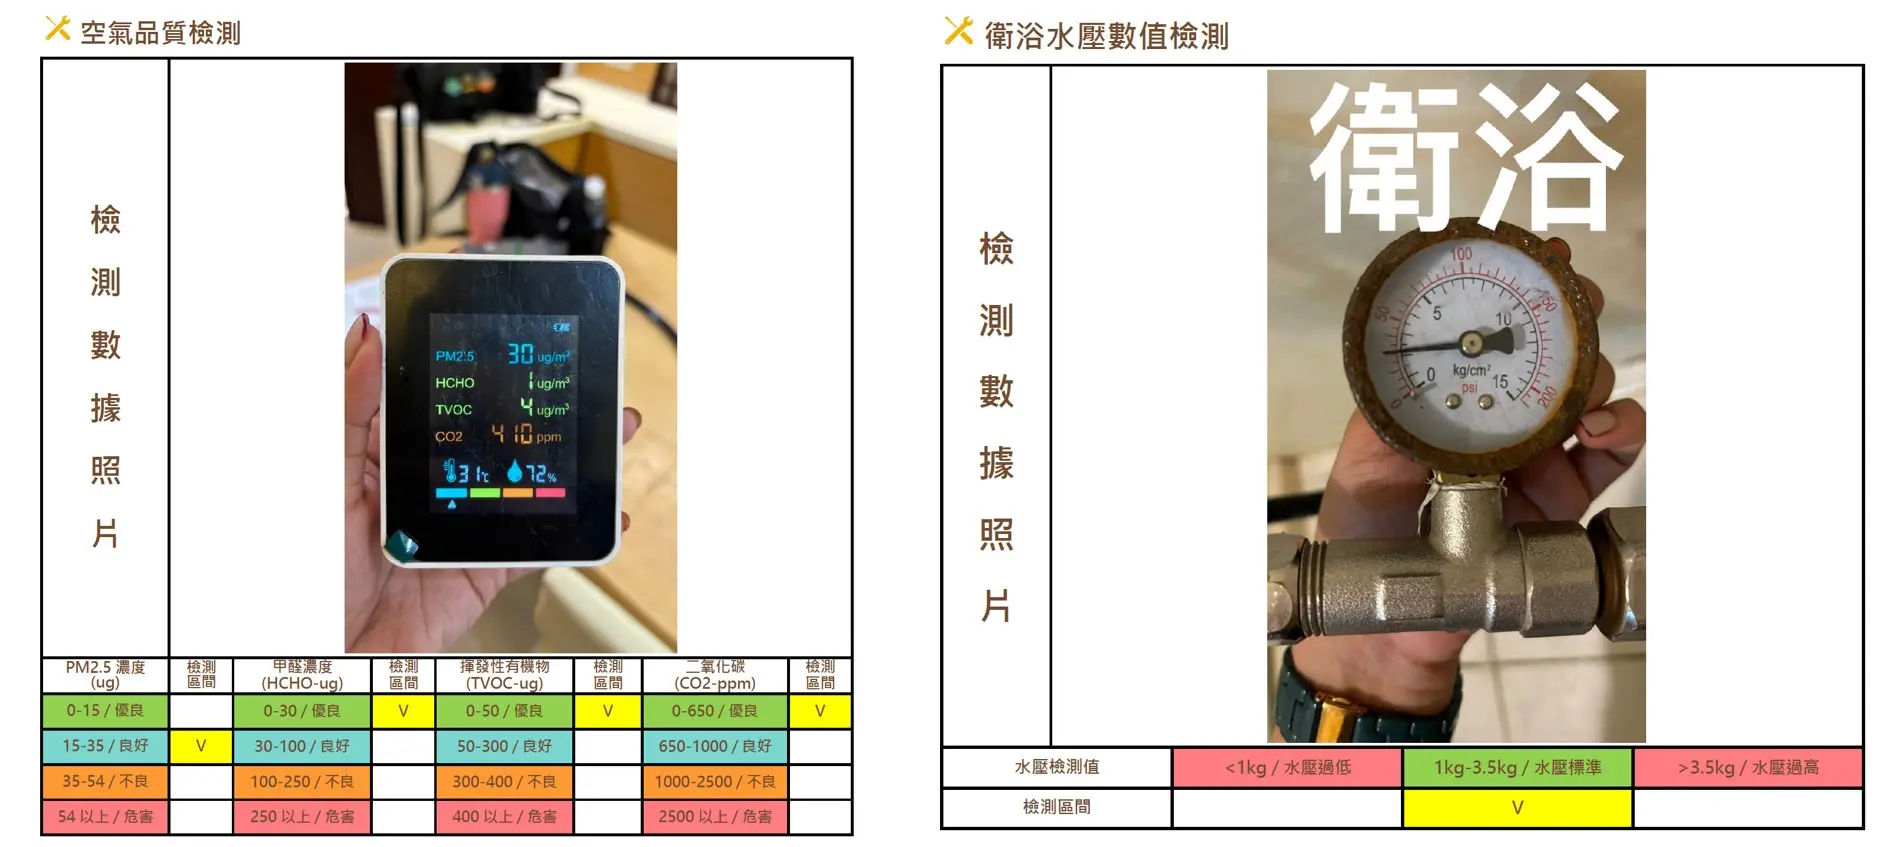 空氣品質檢測
檢測數據照片
PM2.5 30 ug/m³
HCHO 1 ug/m³
TVOC 4 ug/m³
CO2 410 ppm
31℃ 72%
PM2.5 濃度 (ug) 檢測區間 甲醛濃度 (HCHO-ug) 檢測區間 揮發性有機物 (TVOC-ug) 檢測區間 二氧化碳 (CO2-ppm) 檢測區間
0-15 / 優良 0-30 / 優良 V 0-50 / 優良 V 0-650 / 優良 V
15-35 / 良好 V 30-100 / 良好 50-300 / 良好 650-1000 / 良好
35-54 / 不良 100-250 / 不良 300-400 / 不良 1000-2500 / 不良
54 以上 / 危害 250 以上 / 危害 400 以上 / 危害 2500 以上 / 危害
衛浴水壓數值檢測
檢測數據照片
衛浴
0 50 100 150 200
0 5 10 15
kg/cm²
psi
水壓檢測值 <1kg / 水壓過低 1kg-3.5kg / 水壓標準 >3.5kg / 水壓過高
檢測區間 V